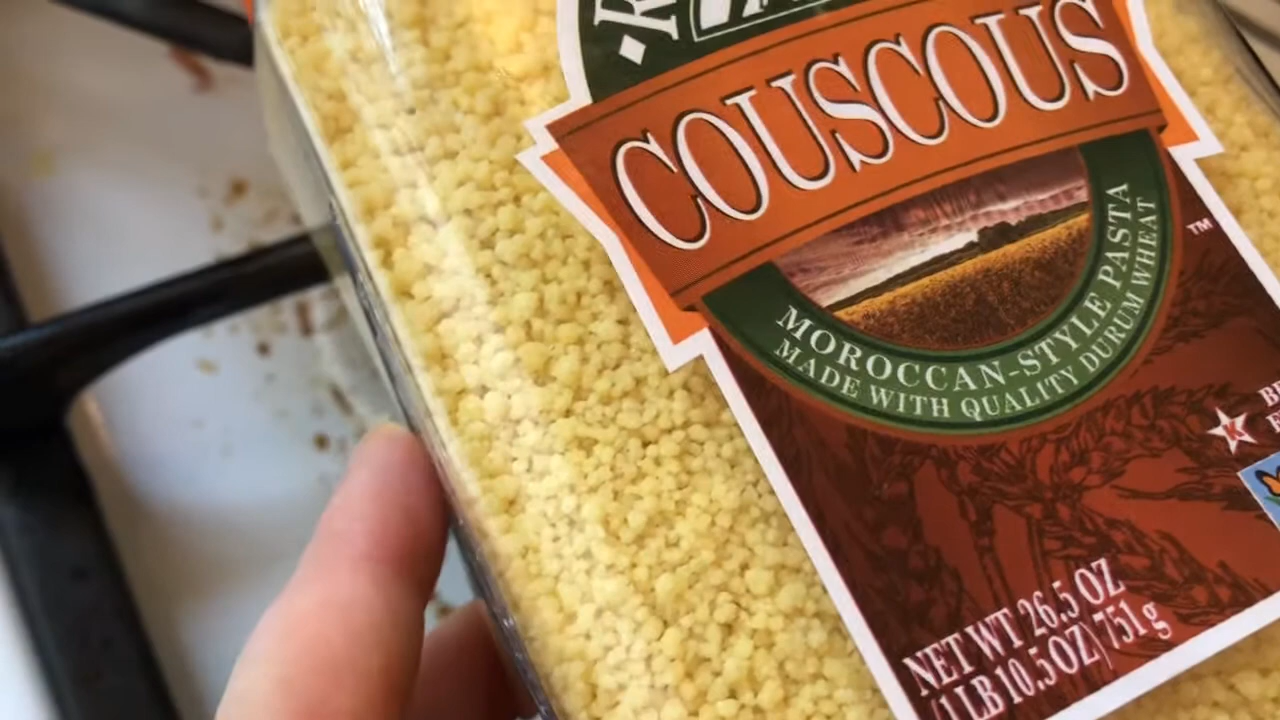 COUSCOUS
MOROCCAN-STYLE PASTA
MADE WITH QUALITY DURUM WHEAT
TM
K
NET WT 26.5 OZ
(1 LB 10.5 OZ) 751 g